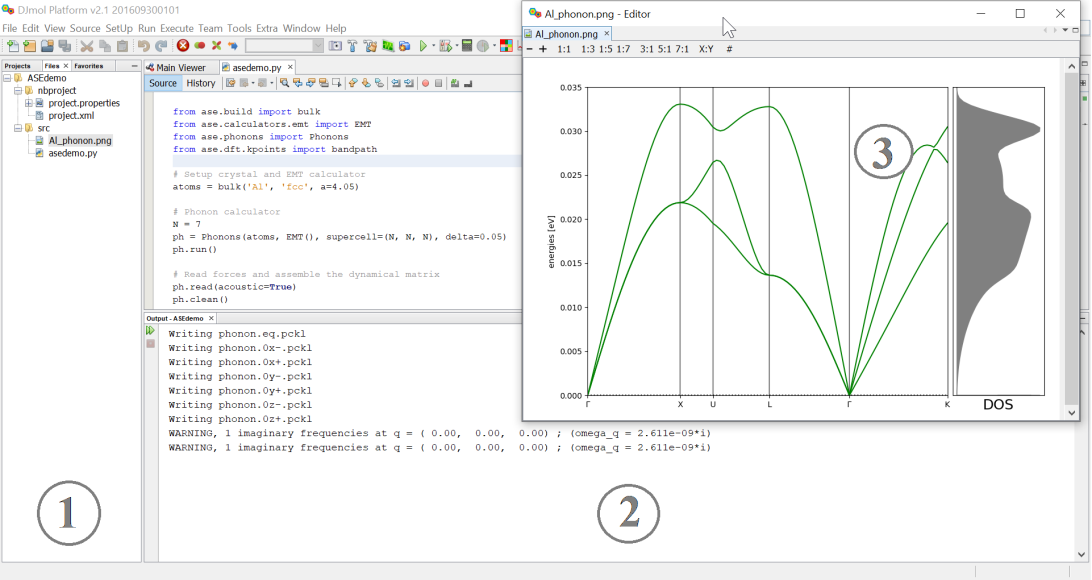 DJmol Platform v2.1 201609300101
File Edit View Source SetUp Run Execute Team Tools Extra Window Help
Projects Files × Favorites
ASEdemo
nbproject
project.properties
project.xml
src
Al_phonon.png
asedemo.py
Main Viewer
asedemo.py ×
Source History
from ase.build import bulk
from ase.calculators.emt import EMT
from ase.phonons import Phonons
from ase.dft.kpoints import bandpath
# Setup crystal and EMT calculator
atoms = bulk('Al', 'fcc', a=4.05)
# Phonon calculator
N = 7
ph = Phonons(atoms, EMT(), supercell=(N, N, N), delta=0.05)
ph.run()
# Read forces and assemble the dynamical matrix
ph.read(acoustic=True)
ph.clean()
Output - ASEdemo ×
Writing phonon.eq.pckl
Writing phonon.0x-.pckl
Writing phonon.0x+.pckl
Writing phonon.0y-.pckl
Writing phonon.0y+.pckl
Writing phonon.0z-.pckl
Writing phonon.0z+.pckl
WARNING, 1 imaginary frequencies at q = ( 0.00,  0.00,  0.00) ; (omega_q = 2.611e-09*i)
WARNING, 1 imaginary frequencies at q = ( 0.00,  0.00,  0.00) ; (omega_q = 2.611e-09*i)
1
2
Al_phonon.png - Editor
Al_phonon.png ×
− + 1:1 1:3 1:5 1:7 3:1 5:1 7:1 X:Y #
energies [eV]
0.035
0.030
0.025
0.020
0.015
0.010
0.005
0.000
Γ X U L Γ K
DOS
3